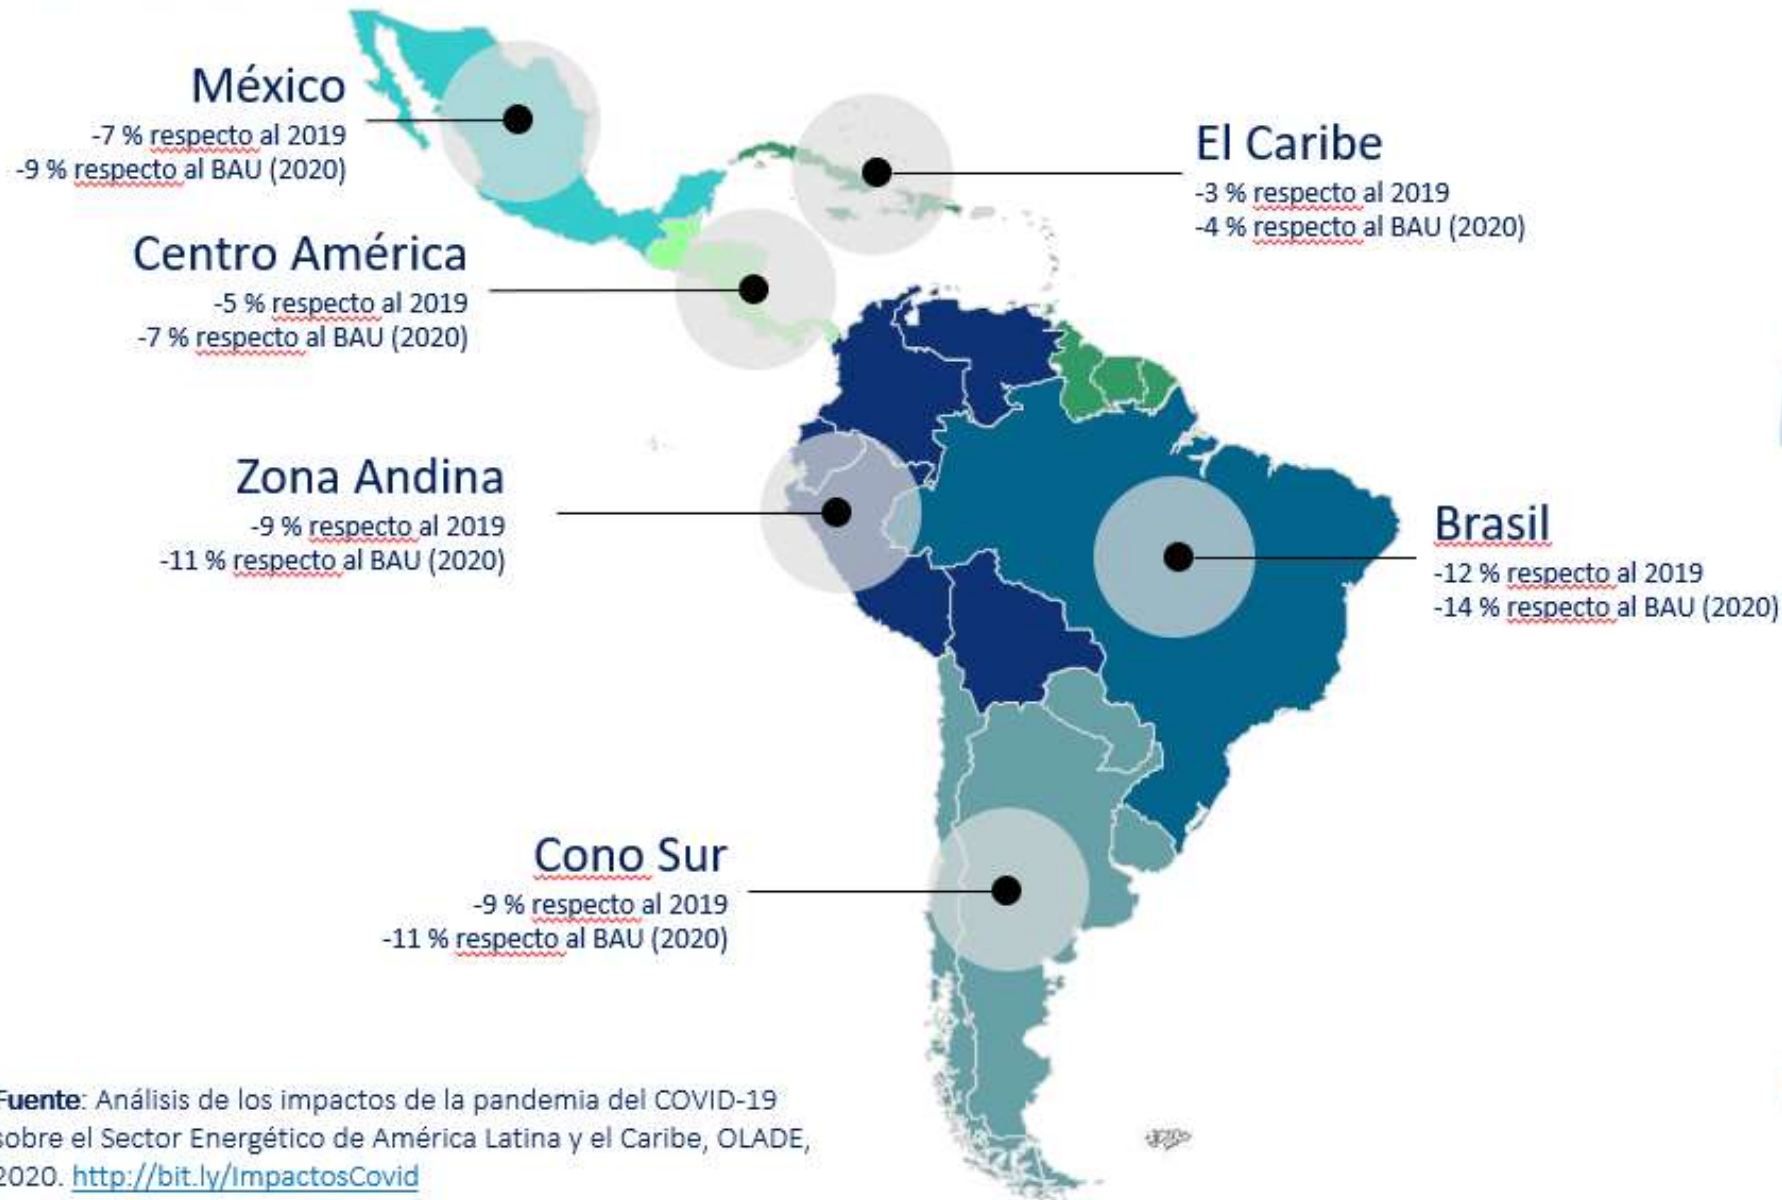 México
-7 % respecto al 2019
-9 % respecto al BAU (2020)
El Caribe
-3 % respecto al 2019
-4 % respecto al BAU (2020)
Centro América
-5 % respecto al 2019
-7 % respecto al BAU (2020)
Zona Andina
-9 % respecto al 2019
-11 % respecto al BAU (2020)
Brasil
-12 % respecto al 2019
-14 % respecto al BAU (2020)
Cono Sur
-9 % respecto al 2019
-11 % respecto al BAU (2020)
Fuente: Análisis de los impactos de la pandemia del COVID-19
sobre el Sector Energético de América Latina y el Caribe, OLADE,
2020. http://bit.ly/ImpactosCovid